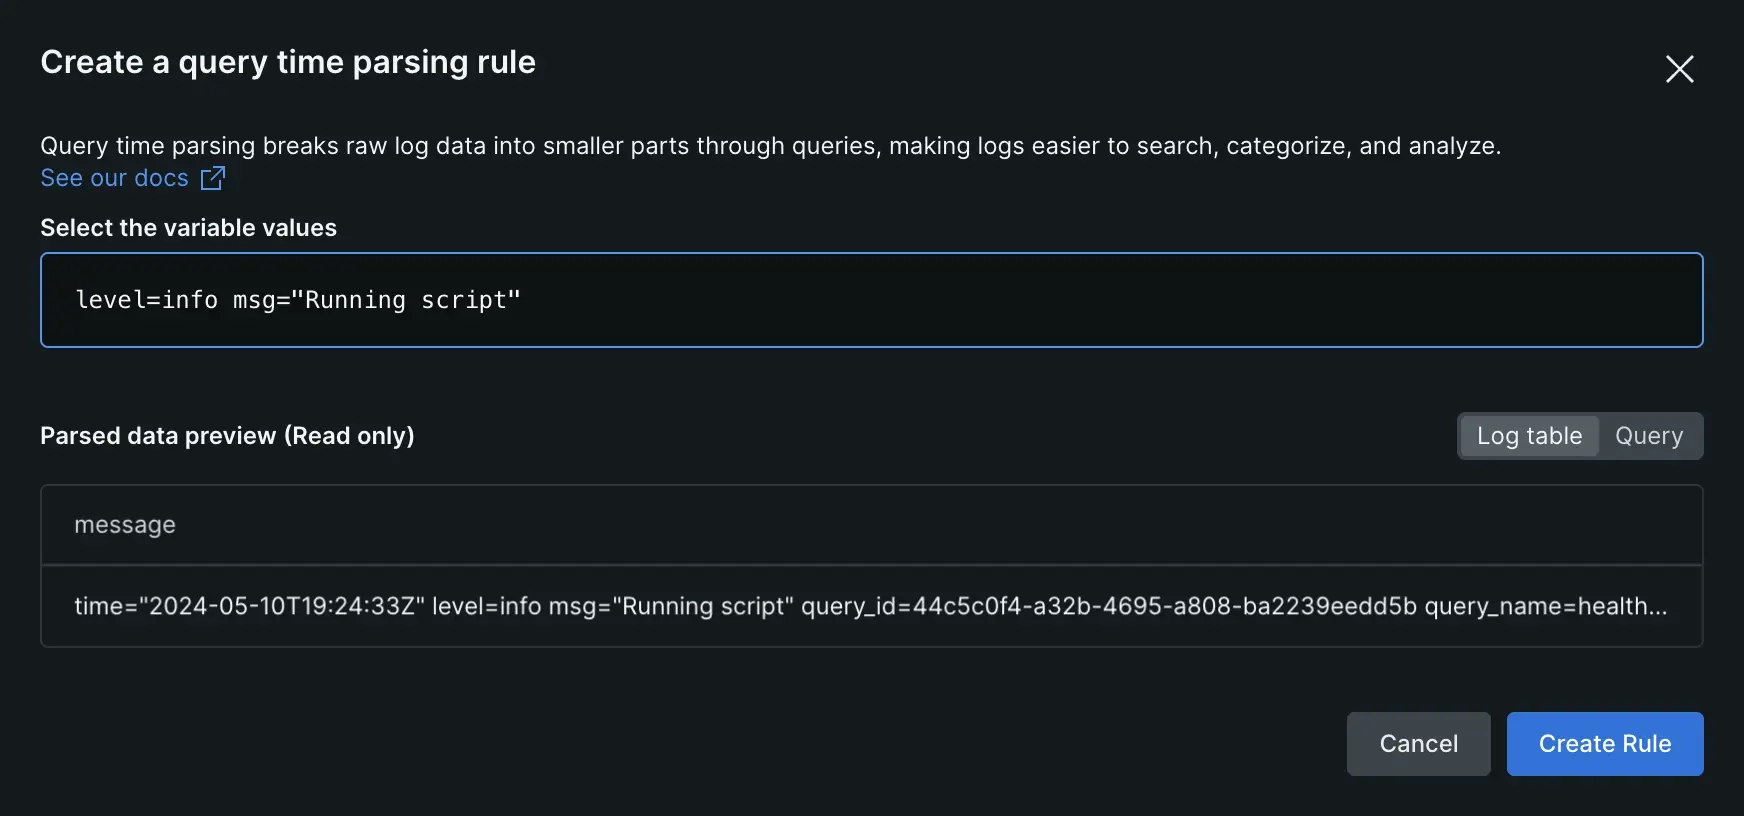 Create a query time parsing rule
Query time parsing breaks raw log data into smaller parts through queries, making logs easier to search, categorize, and analyze.
See our docs
Select the variable values
level=info msg="Running script"
Parsed data preview (Read only)
Log table Query
message
time="2024-05-10T19:24:33Z" level=info msg="Running script" query_id=44c5c0f4-a32b-4695-a808-ba2239eedd5b query_name=health...
Cancel Create Rule